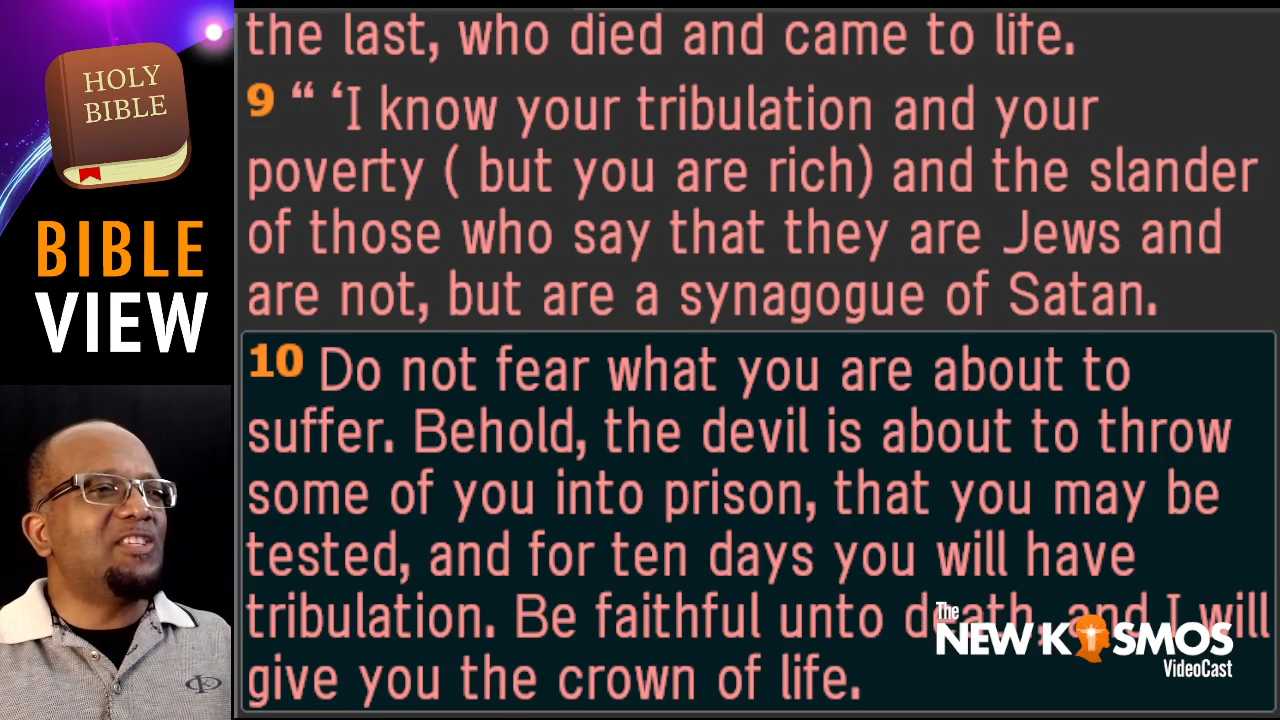 HOLY
BIBLE
BIBLE
VIEW
the last, who died and came to life.
9 “ ‘I know your tribulation and your
poverty ( but you are rich) and the slander
of those who say that they are Jews and
are not, but are a synagogue of Satan.
10 Do not fear what you are about to
suffer. Behold, the devil is about to throw
some of you into prison, that you may be
tested, and for ten days you will have
tribulation. Be faithful unto death, and I will
give you the crown of life.
The
NEW KOSMOS
VideoCast